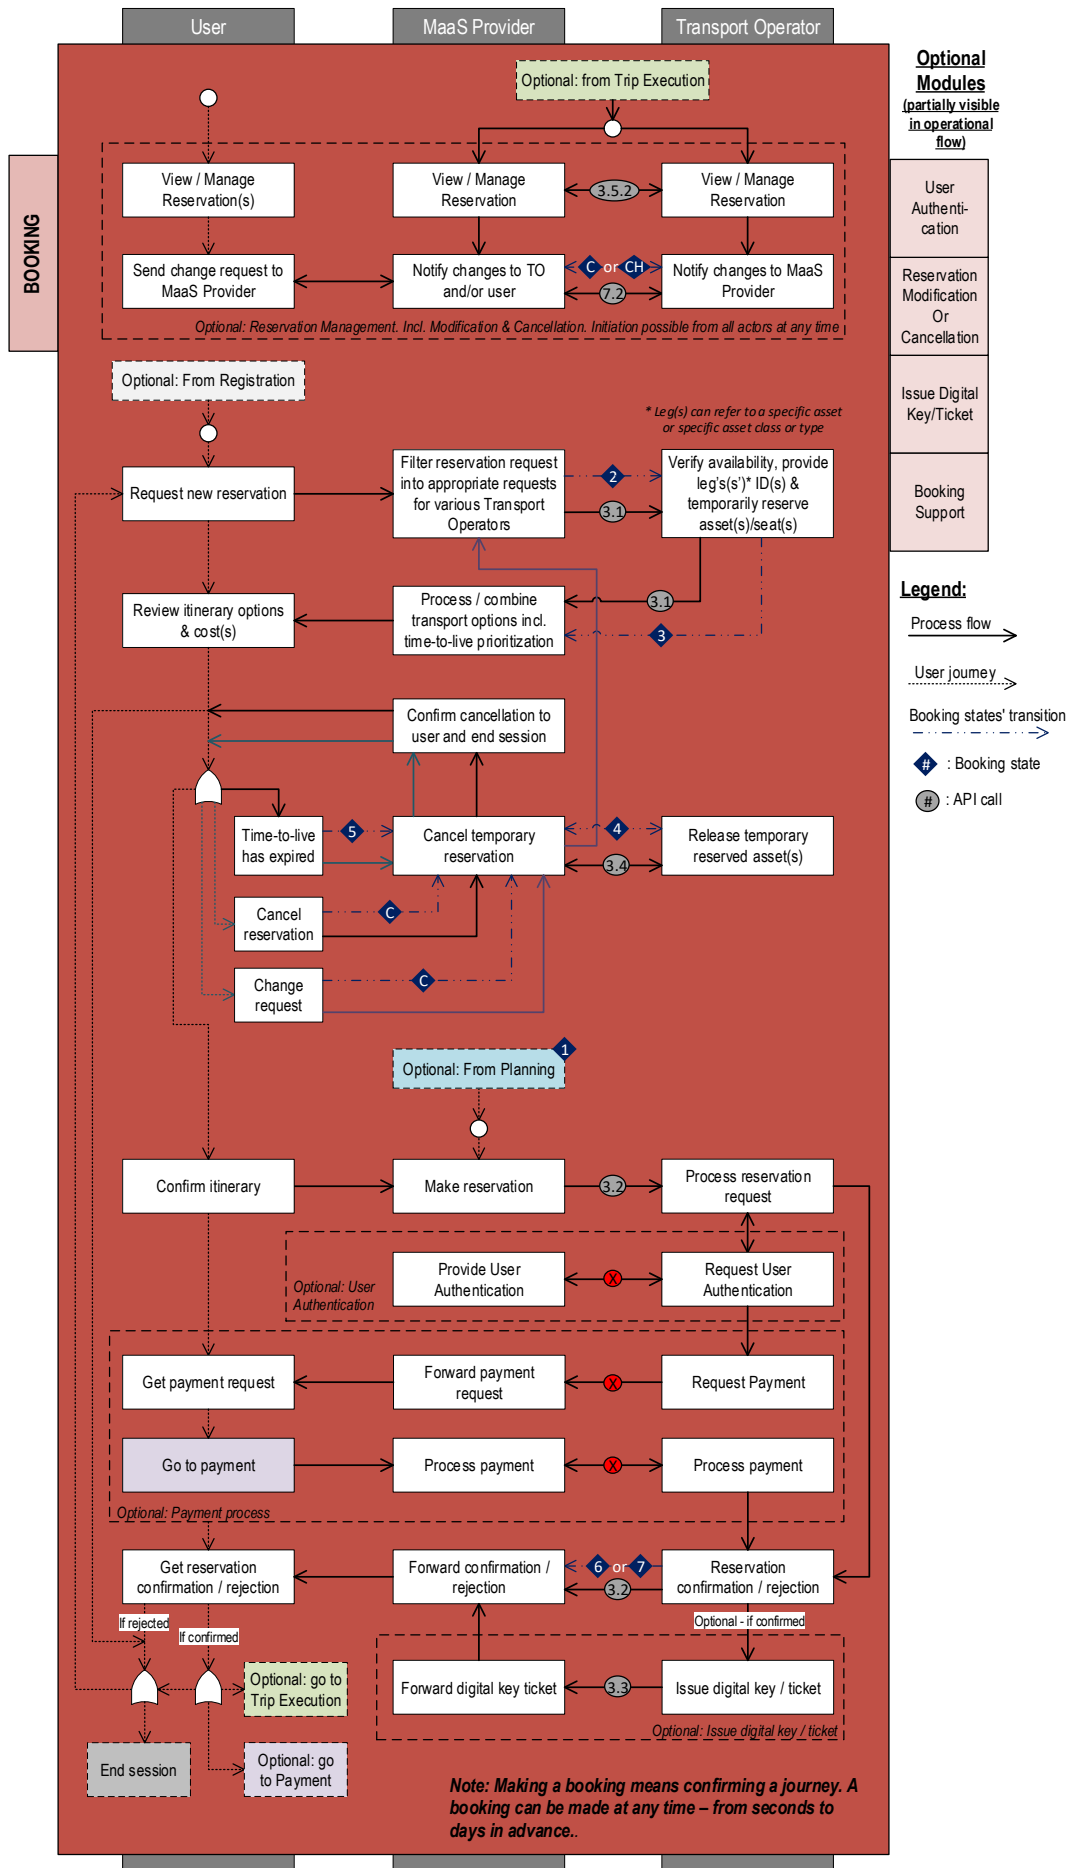 User
MaaS Provider
Transport Operator
Optional: from Trip Execution
Optional
Modules
(partially visible
in operational
flow)
BOOKING
View / Manage
Reservation(s)
View / Manage
Reservation
3.5.2
View / Manage
Reservation
User
Authenti-
cation
Send change request to
MaaS Provider
Notify changes to TO
and/or user
C or CH
7.2
Notify changes to MaaS
Provider
Reservation
Modification
Or
Cancellation
Optional: Reservation Management. Incl. Modification & Cancellation. Initiation possible from all actors at any time
Optional: From Registration
Issue Digital
Key/Ticket
* Leg(s) can refer to a specific asset
or specific asset class or type
Request new reservation
Filter reservation request
into appropriate requests
for various Transport
Operators
2
3.1
Verify availability, provide
leg's(s')* ID(s) &
temporarily reserve
asset(s)/seat(s)
Booking
Support
Review itinerary options
& cost(s)
Process / combine
transport options incl.
time-to-live prioritization
3.1
3
Legend:
Process flow
User journey
Booking states' transition
# : Booking state
# : API call
Confirm cancellation to
user and end session
Time-to-live
has expired
5
Cancel temporary
reservation
4
3.4
Release temporary
reserved asset(s)
Cancel
reservation
C
Change
request
C
Optional: From Planning
1
Confirm itinerary
Make reservation
3.2
Process reservation
request
Optional: User
Authentication
Provide User
Authentication
X
Request User
Authentication
Get payment request
Forward payment
request
X
Request Payment
Go to payment
Process payment
X
Process payment
Optional: Payment process
Get reservation
confirmation / rejection
Forward confirmation /
rejection
6 or 7
3.2
Reservation
confirmation / rejection
If rejected
If confirmed
Optional - if confirmed
Optional: go to
Trip Execution
Forward digital key ticket
3.3
Issue digital key / ticket
Optional: Issue digital key / ticket
End session
Optional: go
to Payment
Note: Making a booking means confirming a journey. A
booking can be made at any time – from seconds to
days in advance..